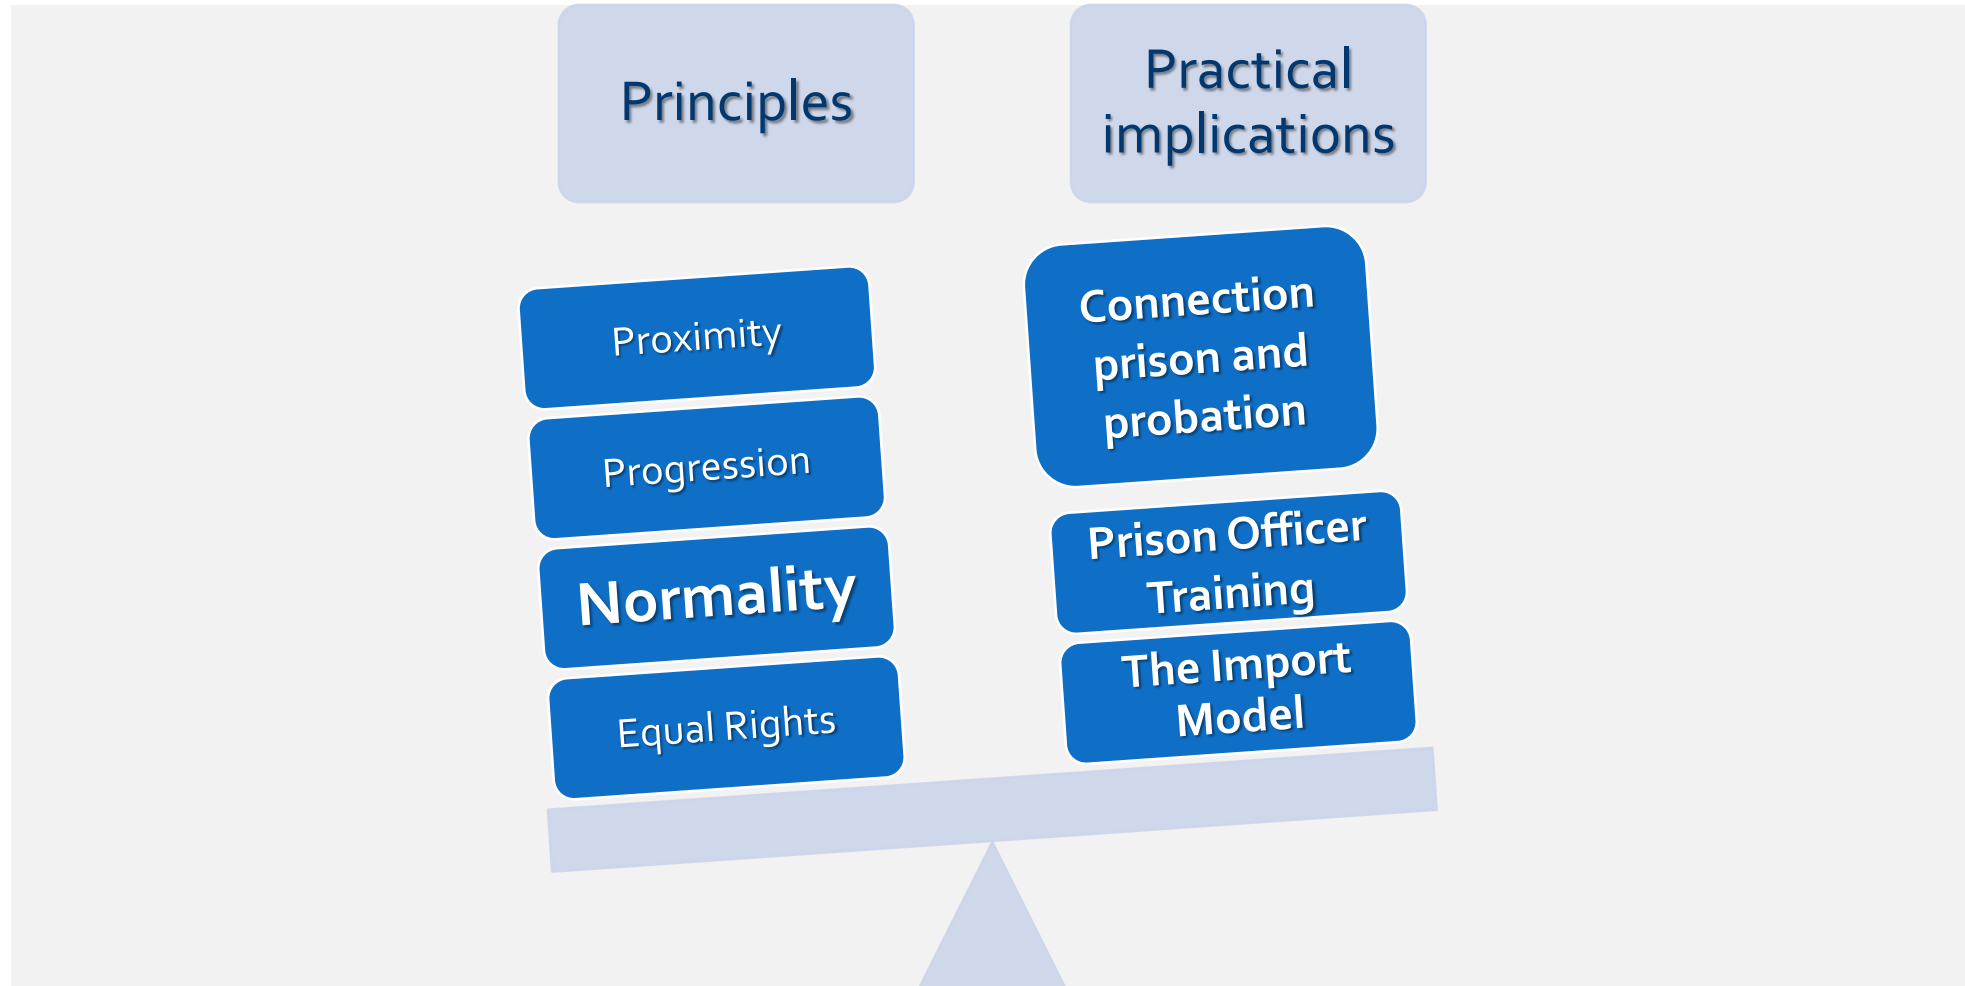 Principles
Practical
implications
Proximity
Progression
Normality
Equal Rights
Connection
prison and
probation
Prison Officer
Training
The Import
Model